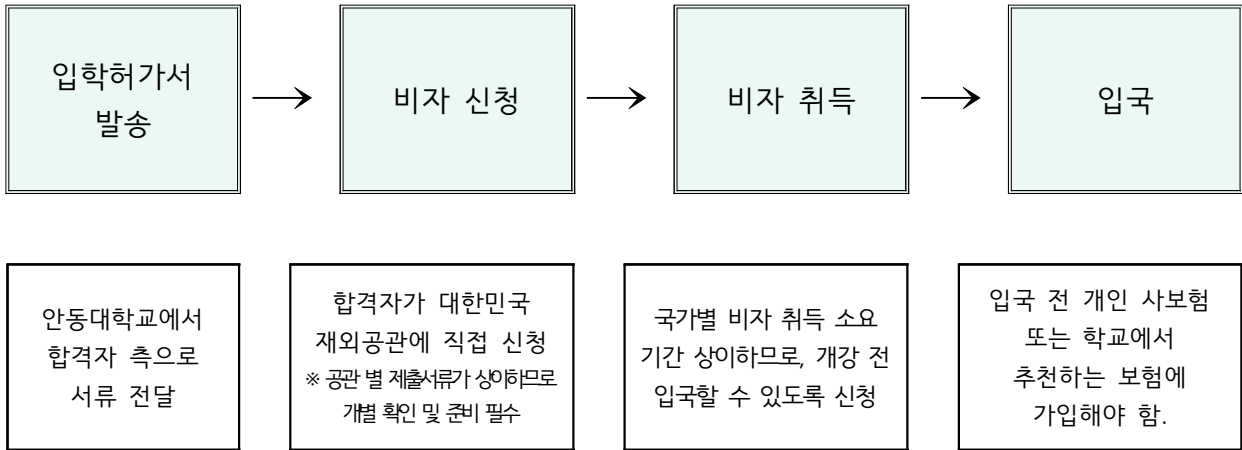 입학허가서
발송
비자 신청
비자 취득
입국
안동대학교에서
합격자 측으로
서류 전달
합격자가 대한민국
재외공관에 직접 신청
※ 공관 별 제출서류가 상이하므로
개별 확인 및 준비 필수
국가별 비자 취득 소요
기간 상이하므로, 개강 전
입국할 수 있도록 신청
입국 전 개인 사보험
또는 학교에서
추천하는 보험에
가입해야 함.